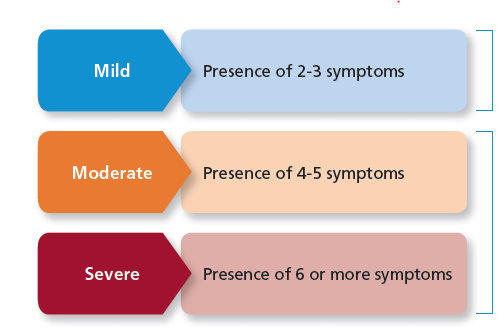 Mild
Presence of 2-3 symptoms
Moderate
Presence of 4-5 symptoms
Severe
Presence of 6 or more symptoms